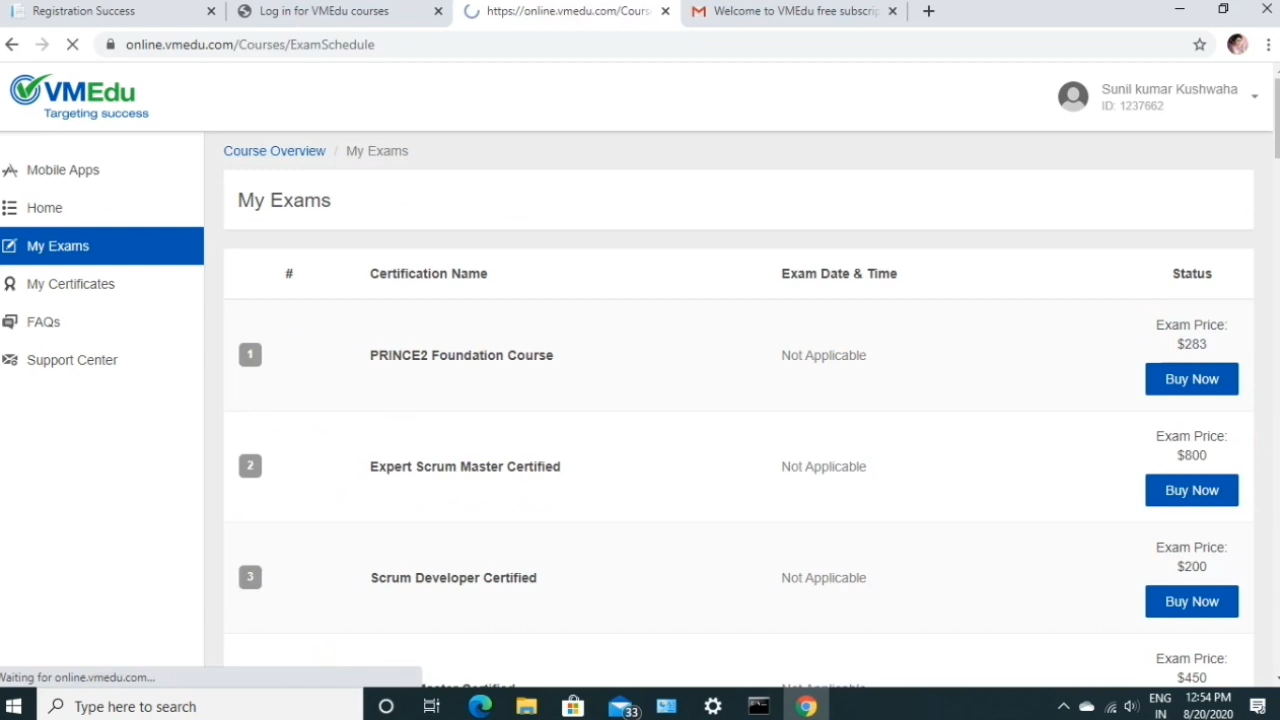 Registration Success
Log in for VMEdu courses
https://online.vmedu.com/Cours
Welcome to VMEdu free subscrip
online.vmedu.com/Courses/ExamSchedule
VMEdu
Targeting success
Sunil kumar Kushwaha
ID: 1237662
Mobile Apps
Home
My Exams
My Certificates
FAQs
Support Center
Course Overview / My Exams
My Exams
# Certification Name Exam Date & Time Status
1 PRINCE2 Foundation Course Not Applicable
Exam Price:
$283
Buy Now
2 Expert Scrum Master Certified Not Applicable
Exam Price:
$800
Buy Now
3 Scrum Developer Certified Not Applicable
Exam Price:
$200
Buy Now
Exam Price:
$450
Waiting for online.vmedu.com...
Type here to search
33
ENG
IN
12:54 PM
8/20/2020